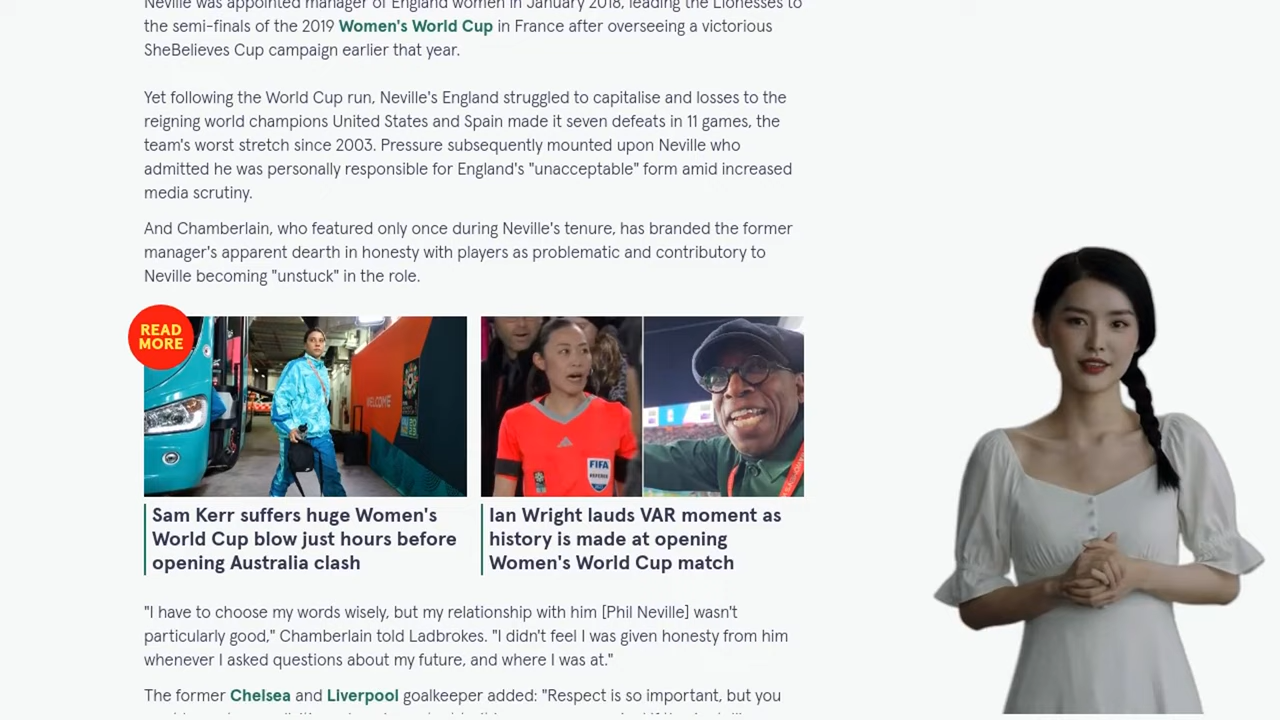 Neville was appointed manager of England women in January 2018, leading the Lionesses to
the semi-finals of the 2019 Women's World Cup in France after overseeing a victorious
SheBelieves Cup campaign earlier that year.
Yet following the World Cup run, Neville's England struggled to capitalise and losses to the
reigning world champions United States and Spain made it seven defeats in 11 games, the
team's worst stretch since 2003. Pressure subsequently mounted upon Neville who
admitted he was personally responsible for England's "unacceptable" form amid increased
media scrutiny.
And Chamberlain, who featured only once during Neville's tenure, has branded the former
manager's apparent dearth in honesty with players as problematic and contributory to
Neville becoming "unstuck" in the role.
READ
MORE
WELCOME
FIFA
REFEREE
Sam Kerr suffers huge Women's
World Cup blow just hours before
opening Australia clash
Ian Wright lauds VAR moment as
history is made at opening
Women's World Cup match
"I have to choose my words wisely, but my relationship with him [Phil Neville] wasn't
particularly good," Chamberlain told Ladbrokes. "I didn't feel I was given honesty from him
whenever I asked questions about my future, and where I was at."
The former Chelsea and Liverpool goalkeeper added: "Respect is so important, but you